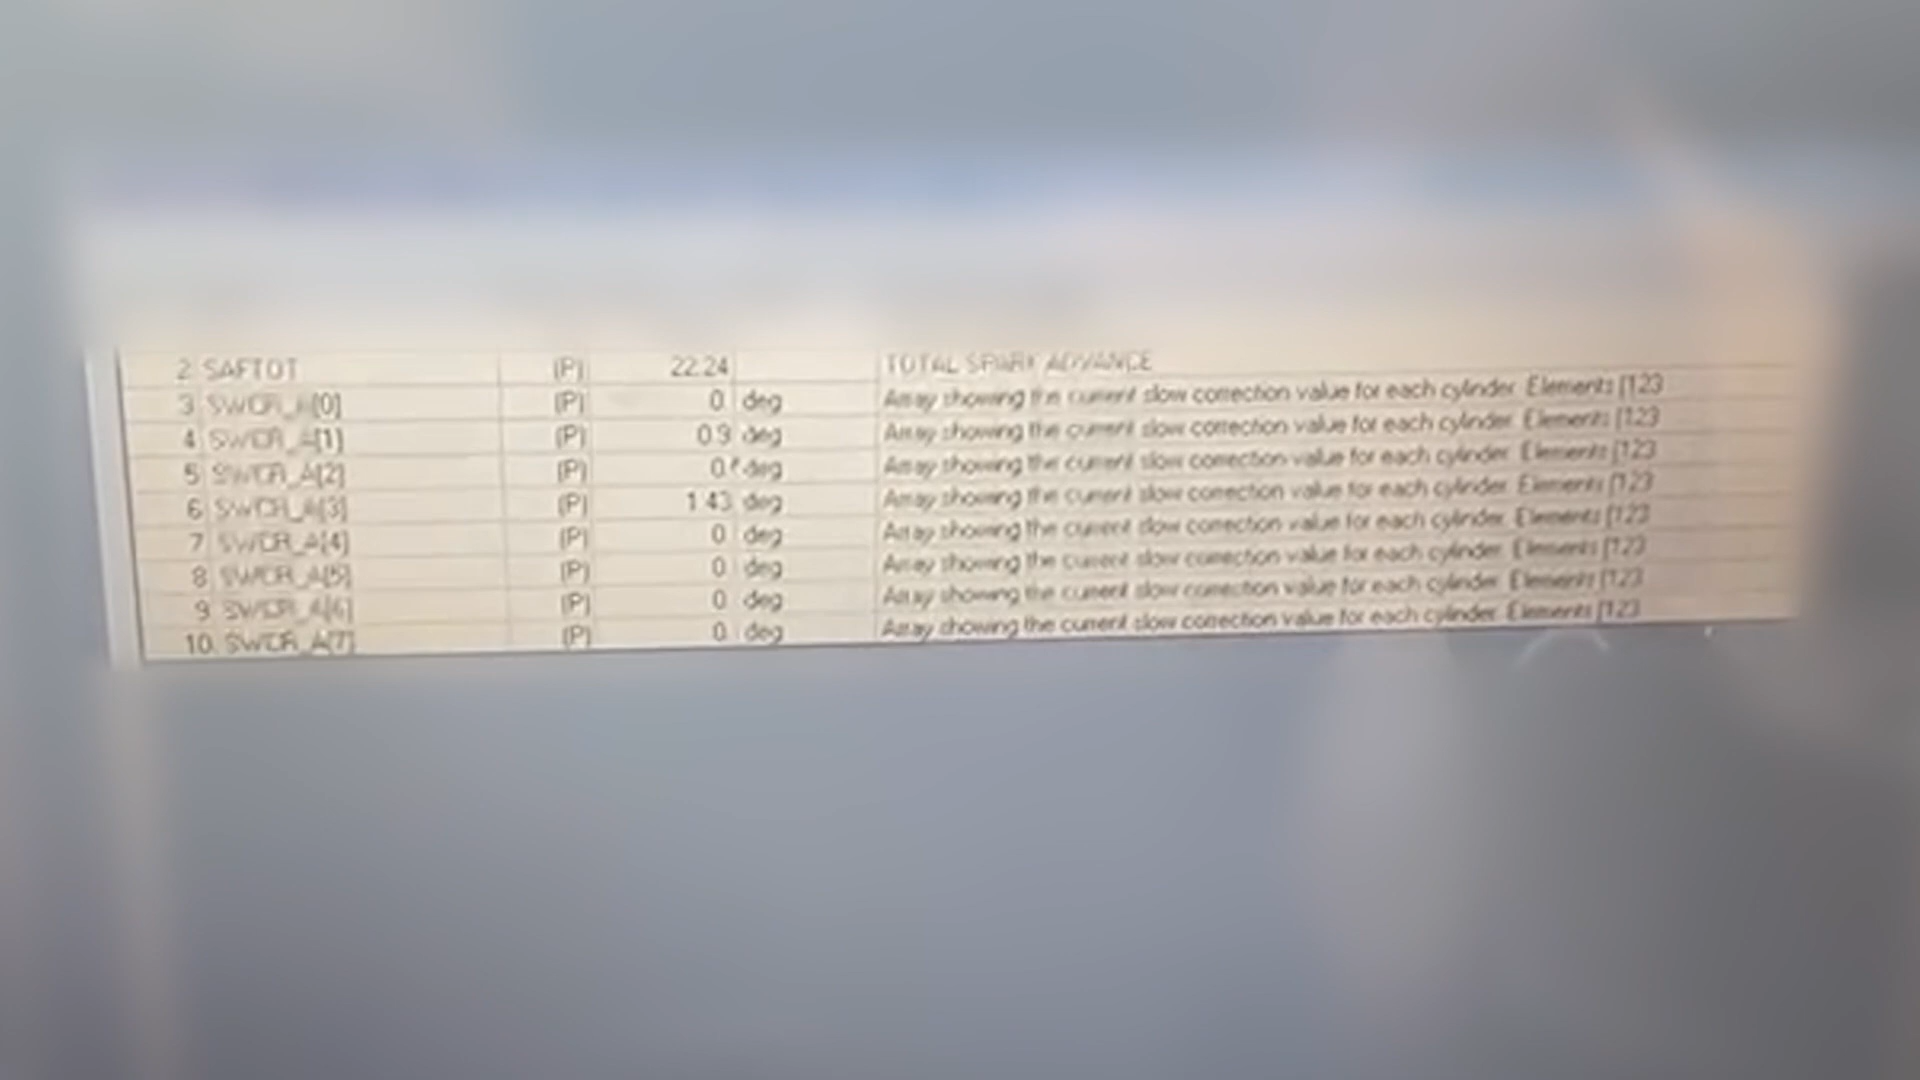 2 SAFTOT (P) 22.24 TOTAL SPARK ADVANCE
3 SWCR_A[0] (P) 0 deg Array showing the current slow correction value for each cylinder. Elements [123
4 SWCR_A[1] (P) 0.9 deg Array showing the current slow correction value for each cylinder. Elements [123
5 SWCR_A[2] (P) deg Array showing the current slow correction value for each cylinder. Elements [123
6 SWCR_A[3] (P) 1.43 deg Array showing the current slow correction value for each cylinder. Elements [123
7 SWCR_A[4] (P) 0 deg Array showing the current slow correction value for each cylinder. Elements [123
8 SWCR_A[5] (P) 0 deg Array showing the current slow correction value for each cylinder. Elements [123
9 SWCR_A[6] (P) 0 deg Array showing the current slow correction value for each cylinder. Elements [123
10 SWCR_A[7] (P) 0 deg Array showing the current slow correction value for each cylinder. Elements [123